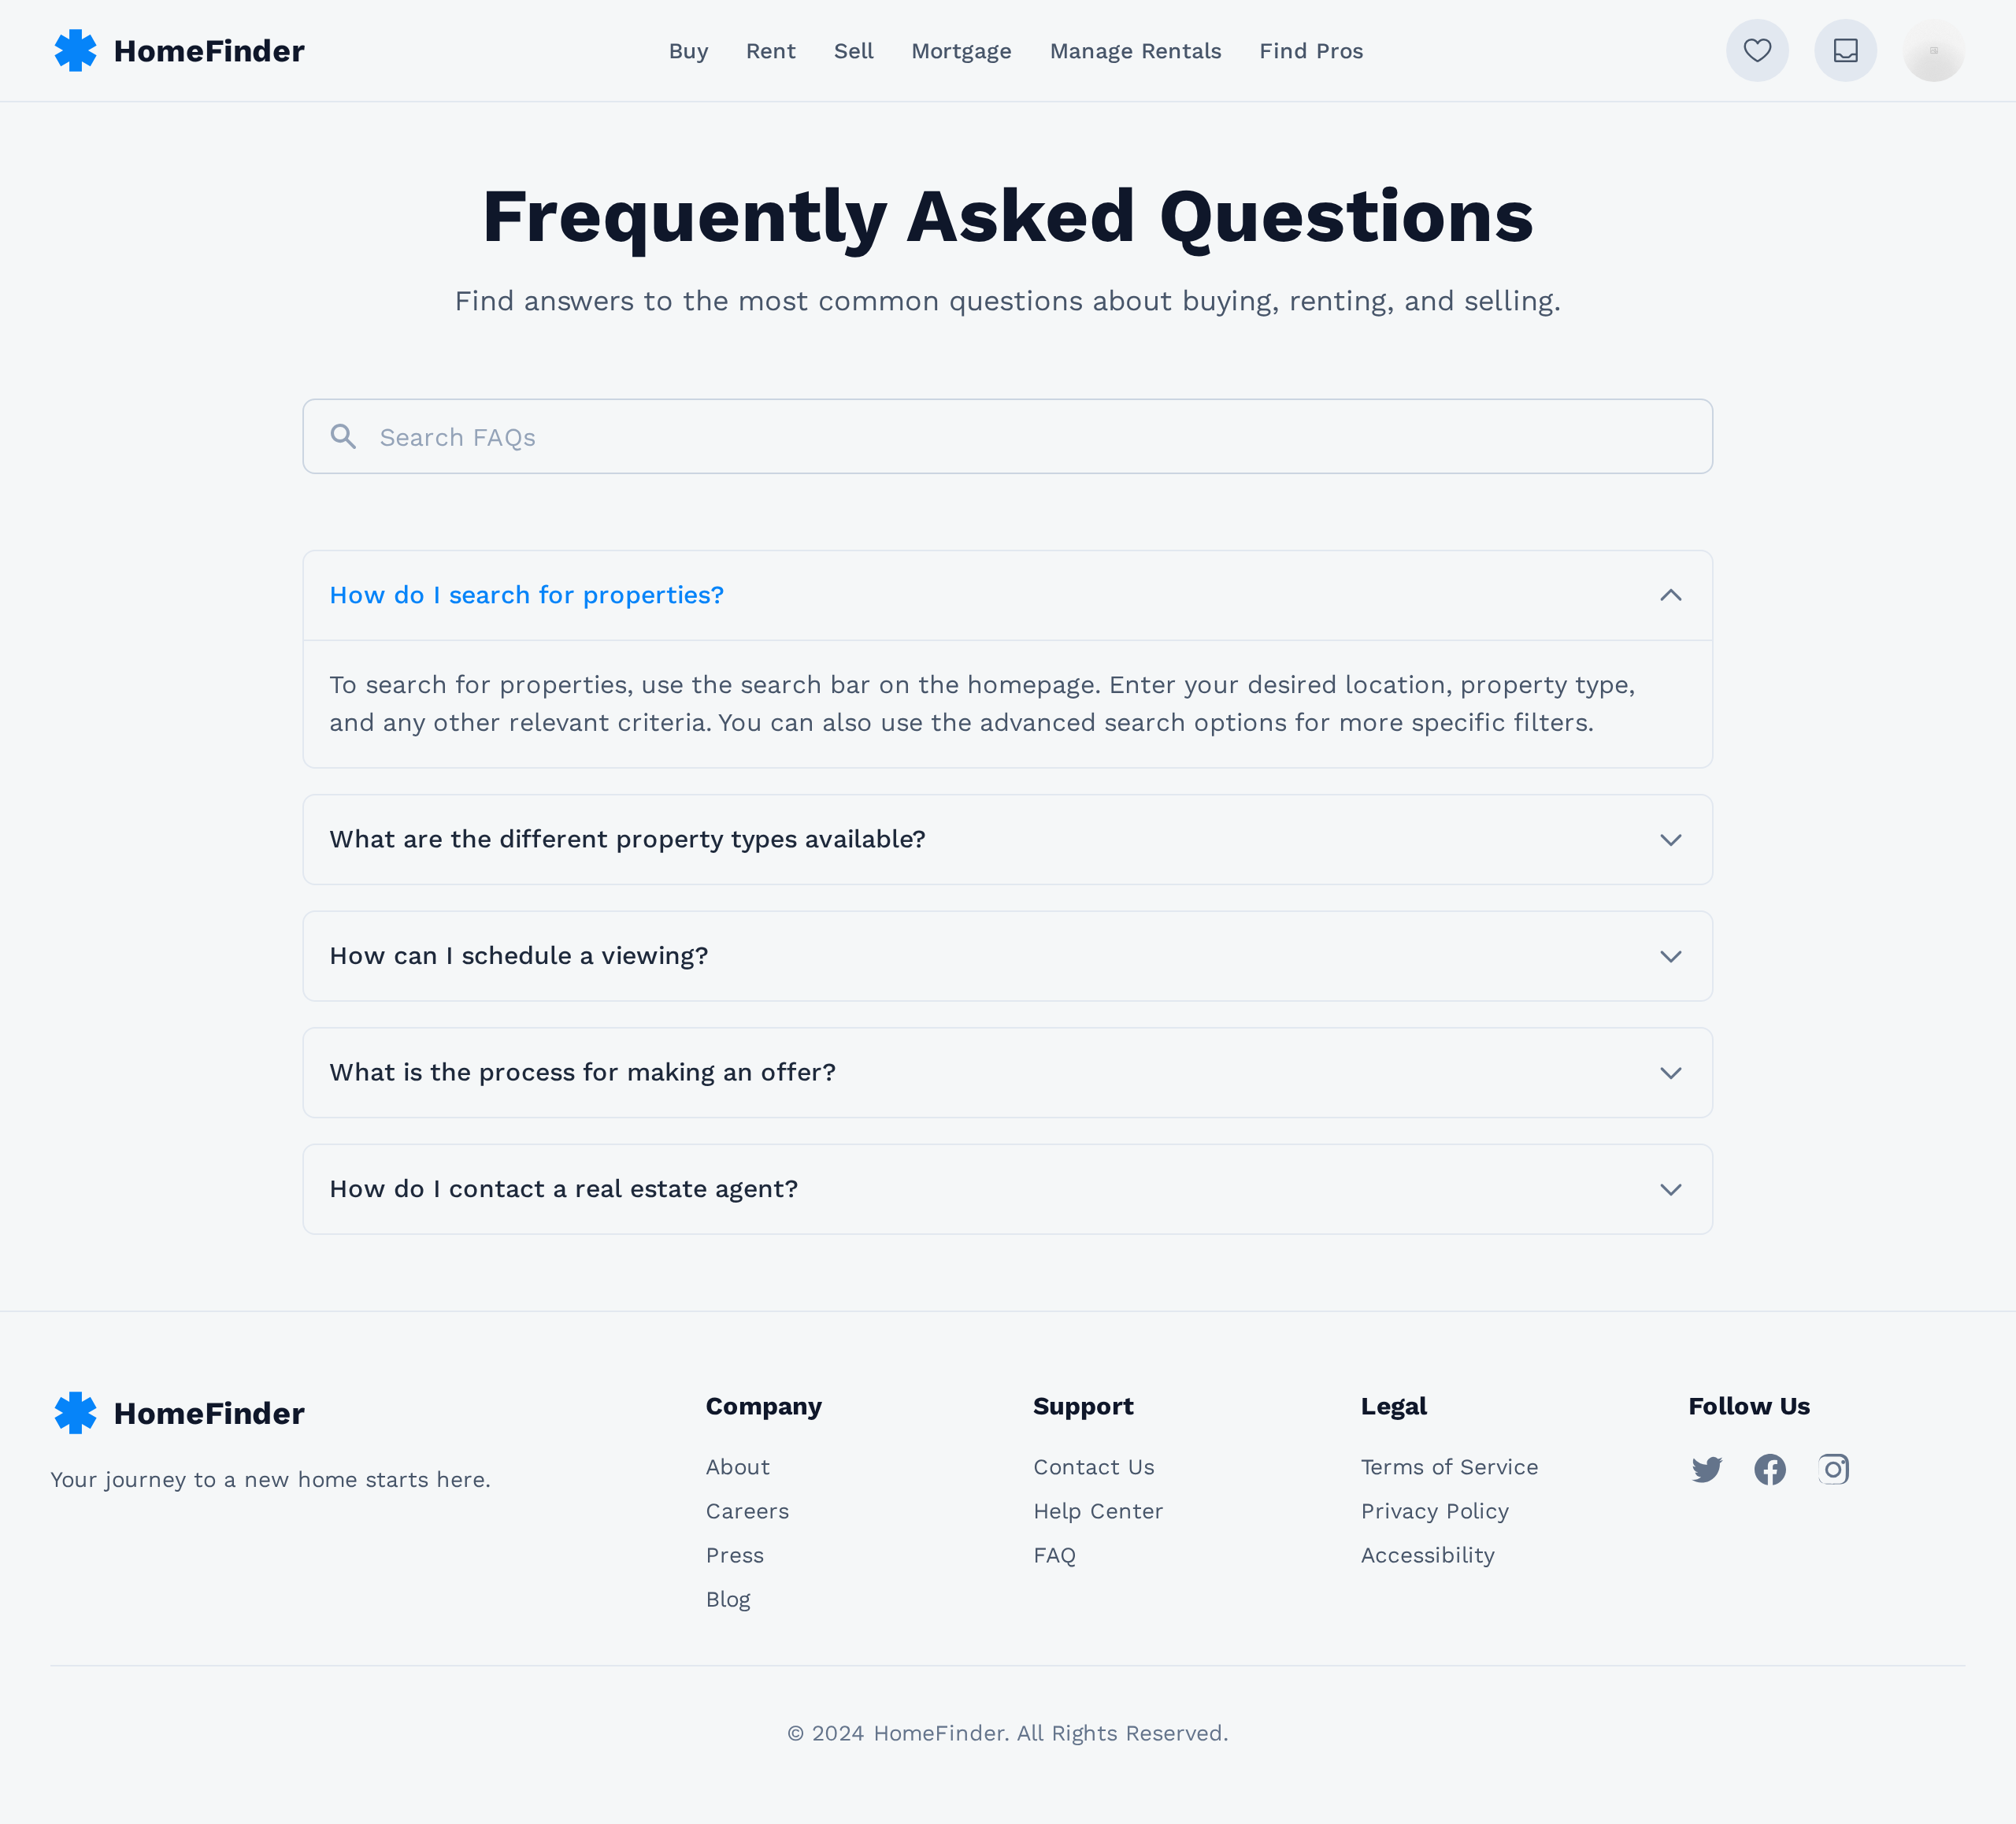 HomeFinder
Buy
Rent
Sell
Mortgage
Manage Rentals
Find Pros
Frequently Asked Questions
Find answers to the most common questions about buying, renting, and selling.
Search FAQs
How do I search for properties?
To search for properties, use the search bar on the homepage. Enter your desired location, property type,
and any other relevant criteria. You can also use the advanced search options for more specific filters.
What are the different property types available?
How can I schedule a viewing?
What is the process for making an offer?
How do I contact a real estate agent?
HomeFinder
Your journey to a new home starts here.
Company
About
Careers
Press
Blog
Support
Contact Us
Help Center
FAQ
Legal
Terms of Service
Privacy Policy
Accessibility
Follow Us
© 2024 HomeFinder. All Rights Reserved.